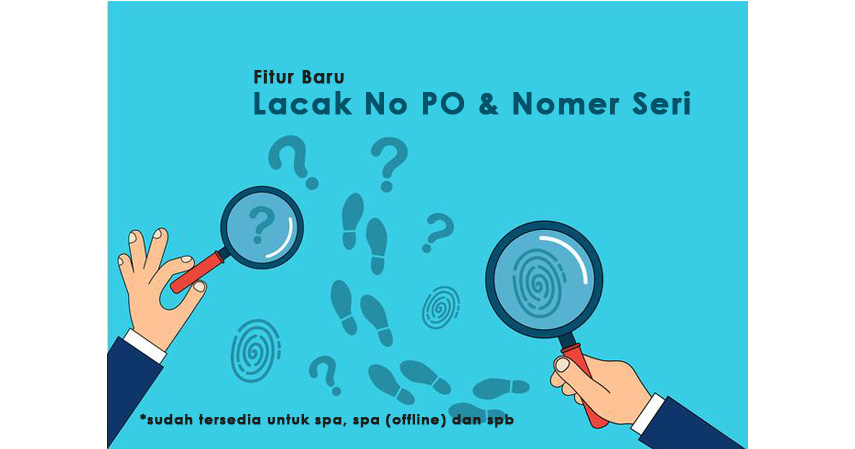 Fitur Baru
Lacak No PO & Nomer Seri
*sudah tersedia untuk spa, spa (offline) dan spb